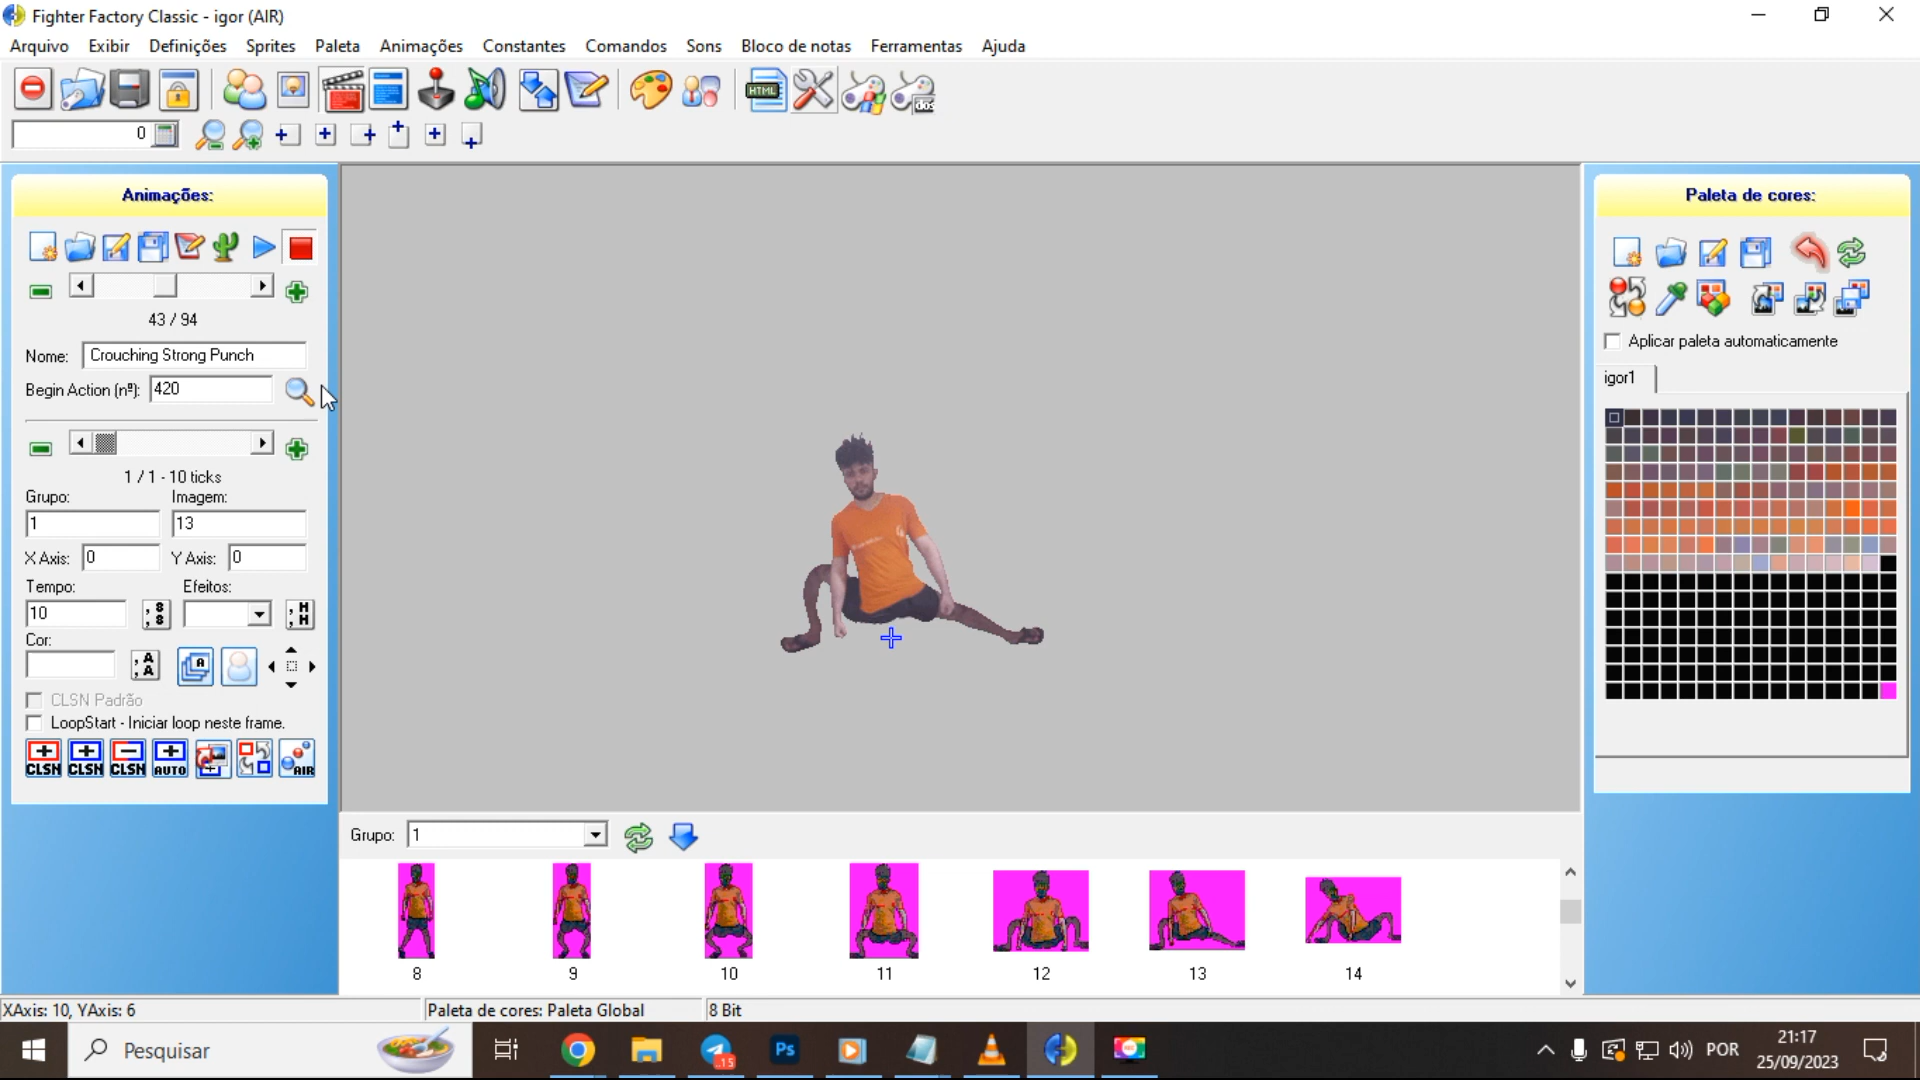 Fighter Factory Classic - igor (AIR)
Arquivo Exibir Definições Sprites Paleta Animações Constantes Comandos Sons Bloco de notas Ferramentas Ajuda
HTML
dos
0
Animações:
43 / 94
Nome: Crouching Strong Punch
Begin Action (nº): 420
1 / 1 - 10 ticks
Grupo: Imagem:
1 13
X Axis: 0 Y Axis: 0
Tempo: Efeitos:
10
Cor:
CLSN Padrão
LoopStart - Iniciar loop neste frame.
CLSN CLSN CLSN AUTO AIR
Paleta de cores:
Aplicar paleta automaticamente
igor1
Grupo: 1
8 9 10 11 12 13 14
XAxis: 10, YAxis: 6 Paleta de cores: Paleta Global 8 Bit
Pesquisar
15
Ps
POR
21:17
25/09/2023